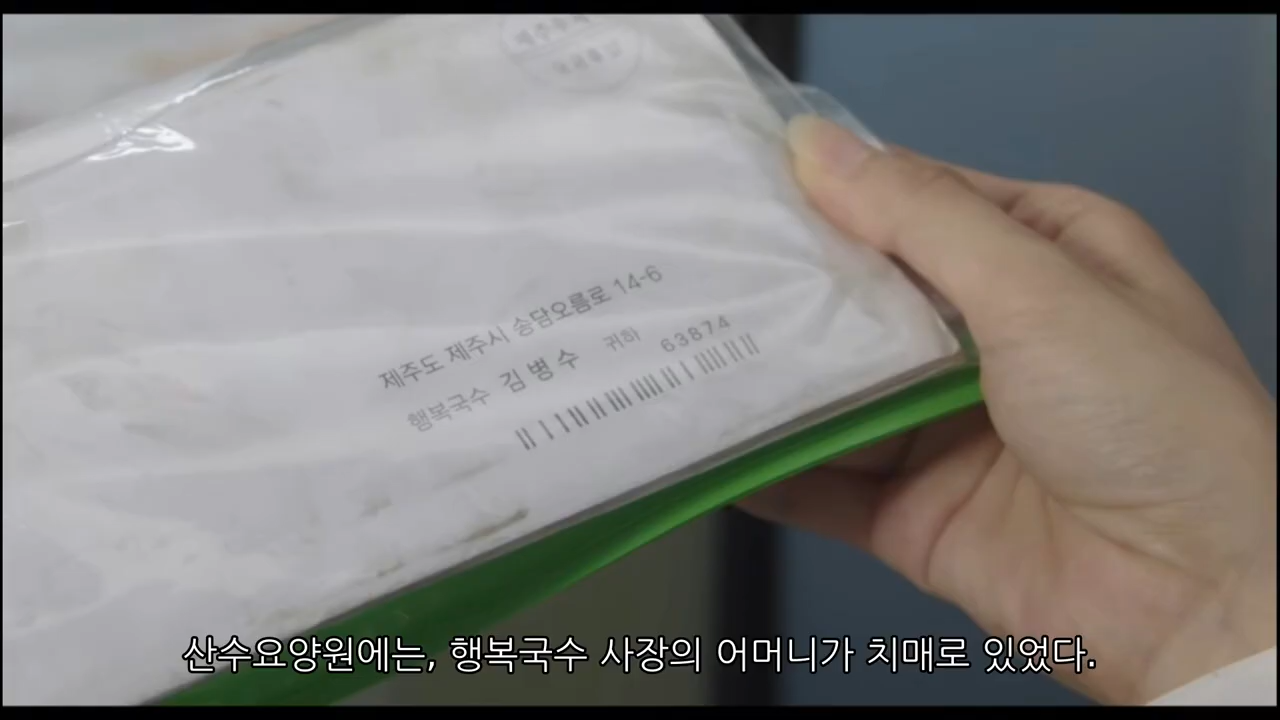 제주도 제주시 송담오름로 14-6
행복국수 김병수 귀하 63874
산수요양원에는, 행복국수 사장의 어머니가 치매로 있었다.